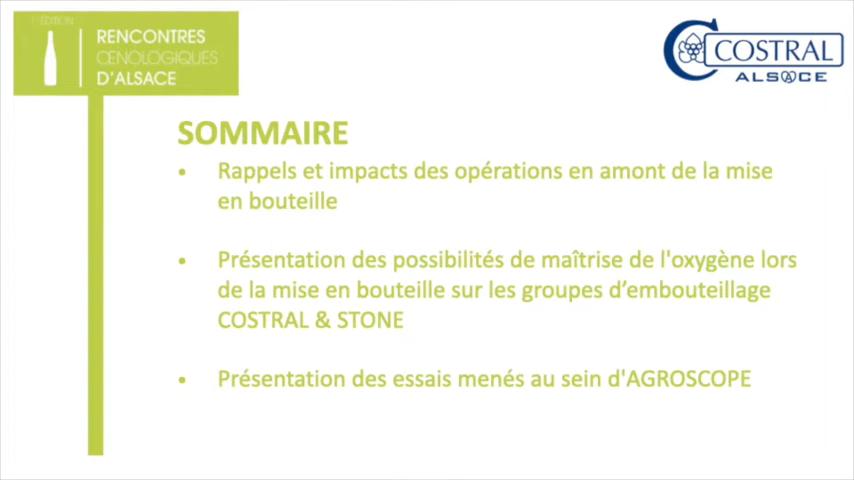 1e ÉDITION
RENCONTRES
ŒNOLOGIQUES
D'ALSACE
COSTRAL
ALSACE
SOMMAIRE
• Rappels et impacts des opérations en amont de la mise
en bouteille
• Présentation des possibilités de maîtrise de l'oxygène lors
de la mise en bouteille sur les groupes d’embouteillage
COSTRAL & STONE
• Présentation des essais menés au sein d'AGROSCOPE